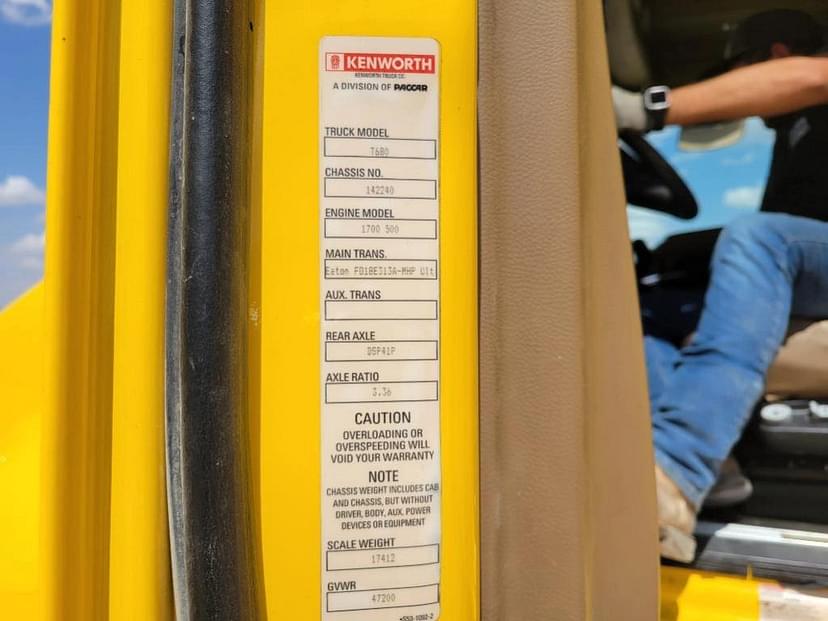 KENWORTH
KENWORTH TRUCK CO.
A DIVISION OF PACCAR
TRUCK MODEL
T680
CHASSIS NO.
142240
ENGINE MODEL
1700 500
MAIN TRANS.
Eaton FO18E313A-MHP Ult
AUX. TRANS
REAR AXLE
DSP41P
AXLE RATIO
3.36
CAUTION
OVERLOADING OR
OVERSPEEDING WILL
VOID YOUR WARRANTY
NOTE
CHASSIS WEIGHT INCLUDES CAB
AND CHASSIS, BUT WITHOUT
DRIVER, BODY, AUX. POWER
DEVICES OR EQUIPMENT
SCALE WEIGHT
17412
GVWR
47200